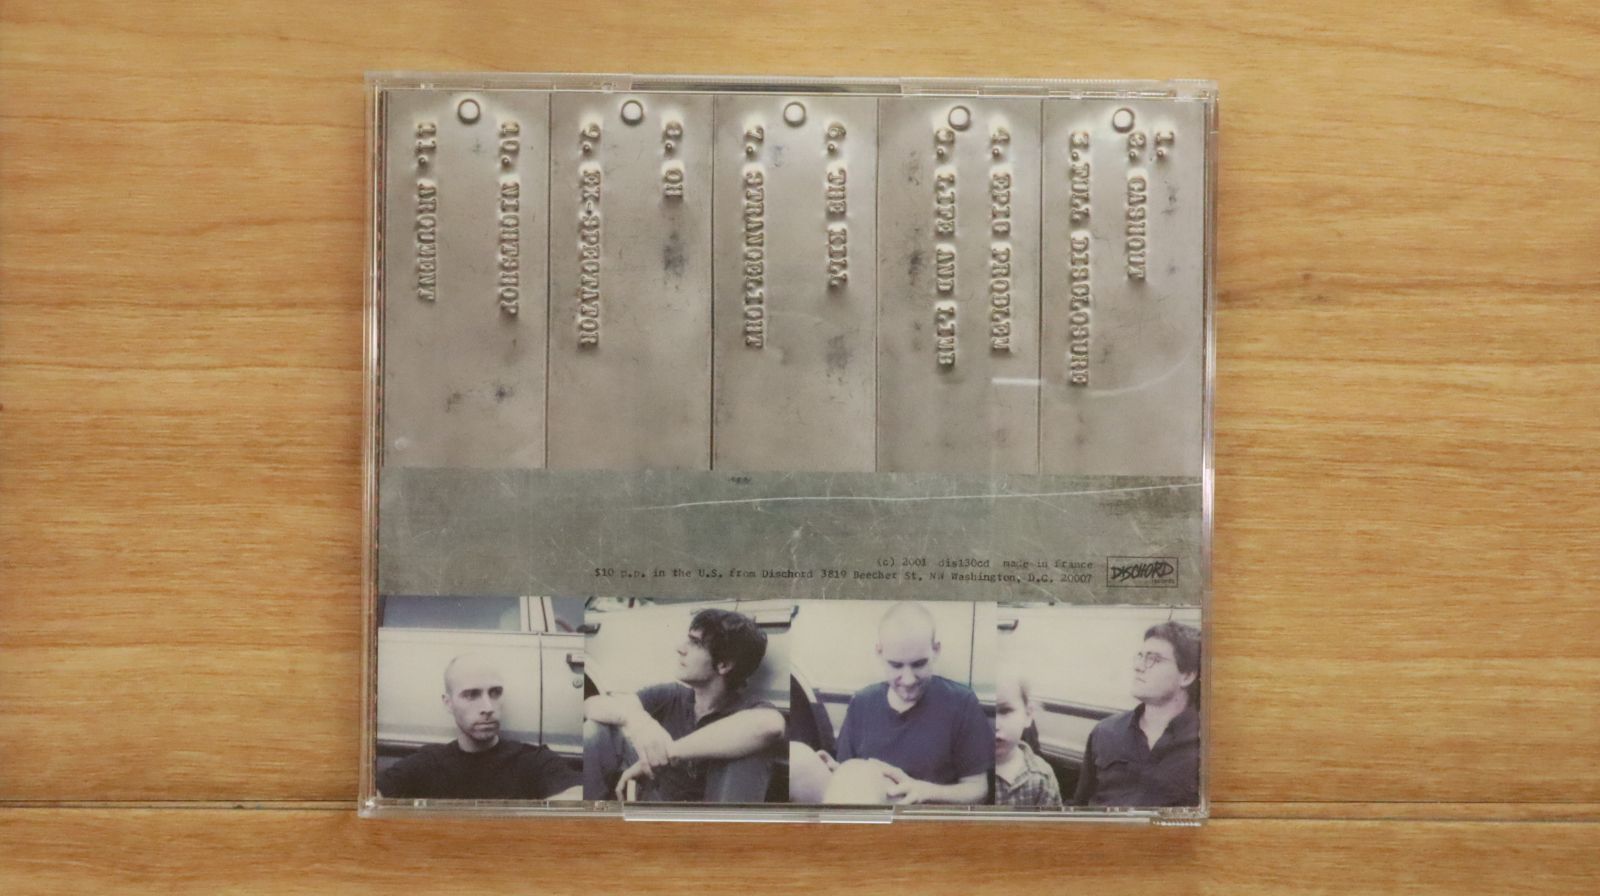 1.
2. CASHOUT
3. FULL DISCLOSURE
4. EPIC PROBLEM
5. LIFE AND LIMB
6. THE KILL
7. STRANGELIGHT
8. OH
9. EX-SPECTATOR
10. NIGHTSHOP
11. ARGUMENT
(c) 2001 dis130cd made in france
$10 p.p. in the U.S. from Dischord 3819 Beecher St. NW Washington, D.C. 20007
DISCHORD
records